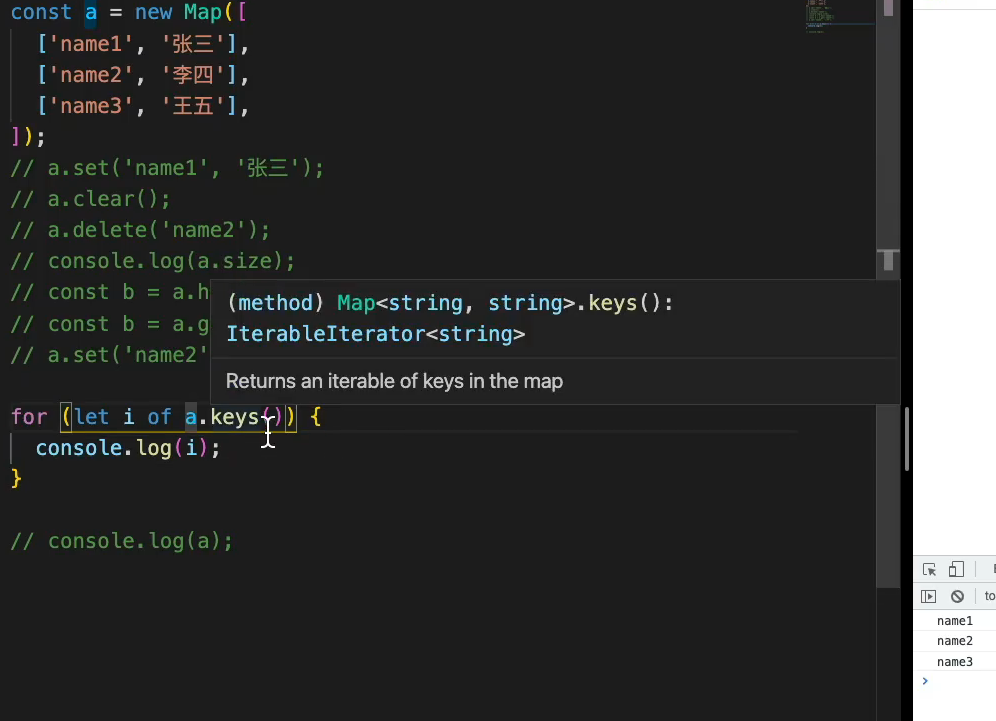 const a = new Map([
['name1', '张三'],
['name2', '李四'],
['name3', '王五'],
]);
// a.set('name1', '张三');
// a.clear();
// a.delete('name2');
// console.log(a.size);
// const b = a.h
// const b = a.g
// a.set('name2'
(method) Map<string, string>.keys():
IterableIterator<string>
Returns an iterable of keys in the map
for (let i of a.keys()) {
console.log(i);
}
// console.log(a);
to
name1
name2
name3